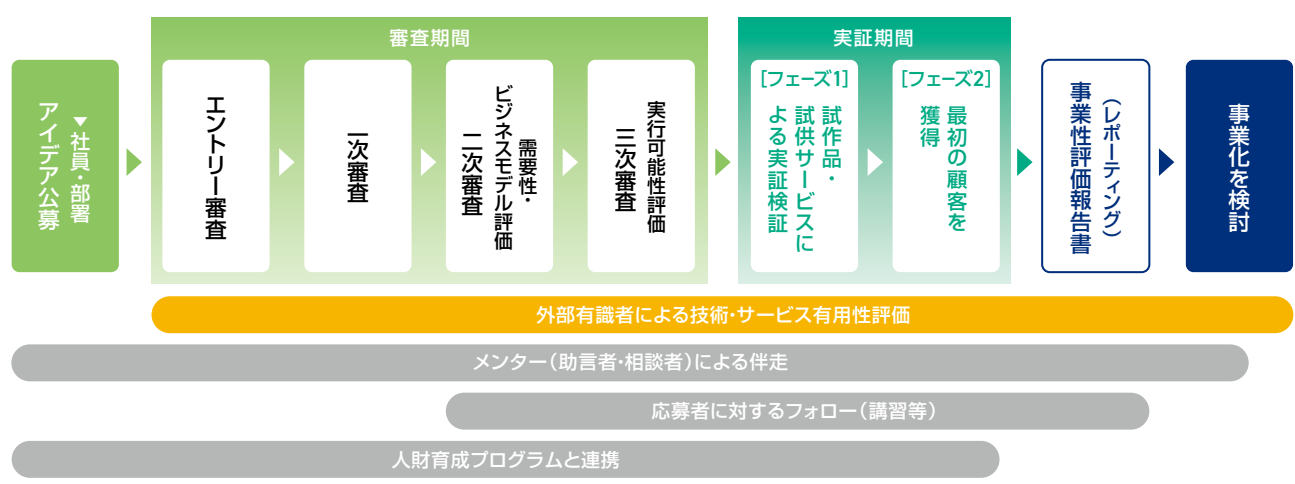 審査期間
実証期間
アイデア公募
▼社員・部署
エントリー審査
一次審査
二次審査
ビジネスモデル評価
需要性・
三次審査
実行可能性評価
[フェーズ1]
試作品・
試供サービスに
よる実証検証
[フェーズ2]
最初の顧客を
獲得
事業性評価報告書
（レポーティング）
事業化を検討
外部有識者による技術・サービス有用性評価
メンター（助言者・相談者）による伴走
応募者に対するフォロー（講習等）
人財育成プログラムと連携